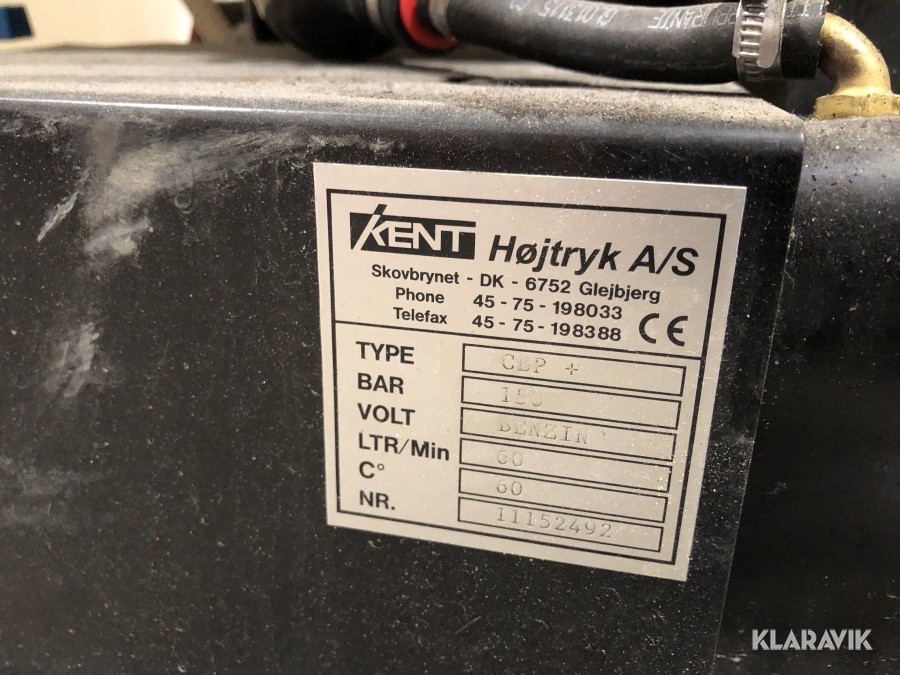 KENT Højtryk A/S
Skovbrynet - DK - 6752 Glejbjerg
Phone 45 - 75 - 198033
Telefax 45 - 75 - 198388 CE
TYPE +
BAR
VOLT BENZIN
LTR/Min 60
C° 60
NR. 11152492
KLARAVIK